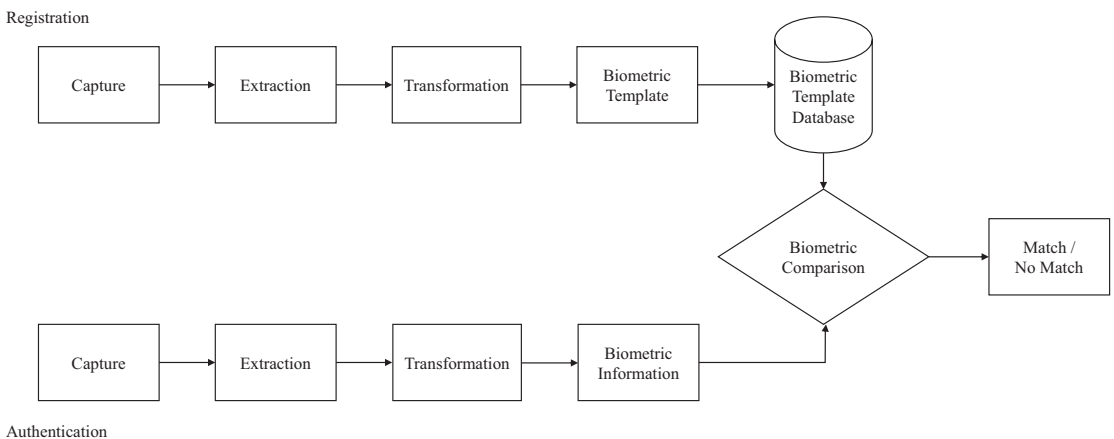 Registration
Capture
Extraction
Transformation
Biometric
Template
Biometric
Template
Database
Biometric
Comparison
Match /
No Match
Capture
Extraction
Transformation
Biometric
Information
Authentication